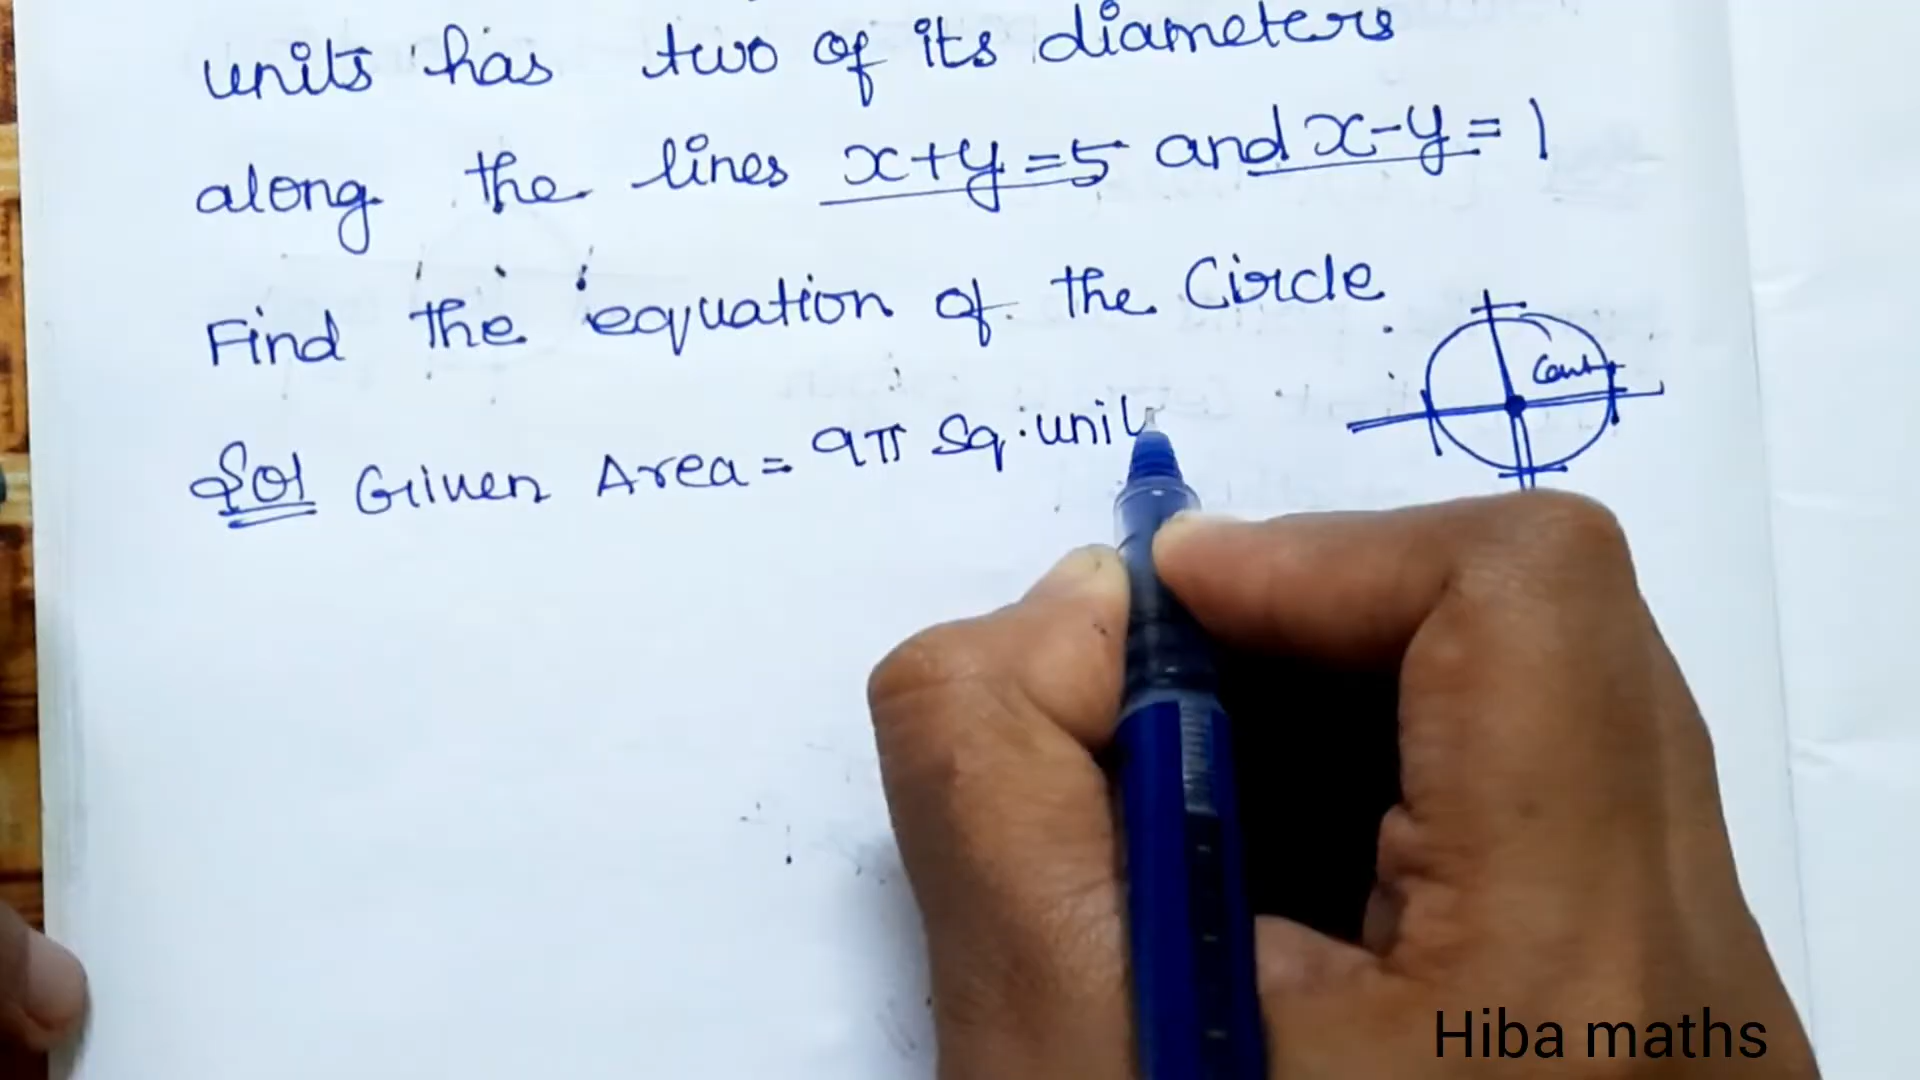 units has two of its diameters
along the lines x+y=5 and x-y=1
Find the equation of the Circle
Sol Given Area = 9π Sq.unit
Hiba maths